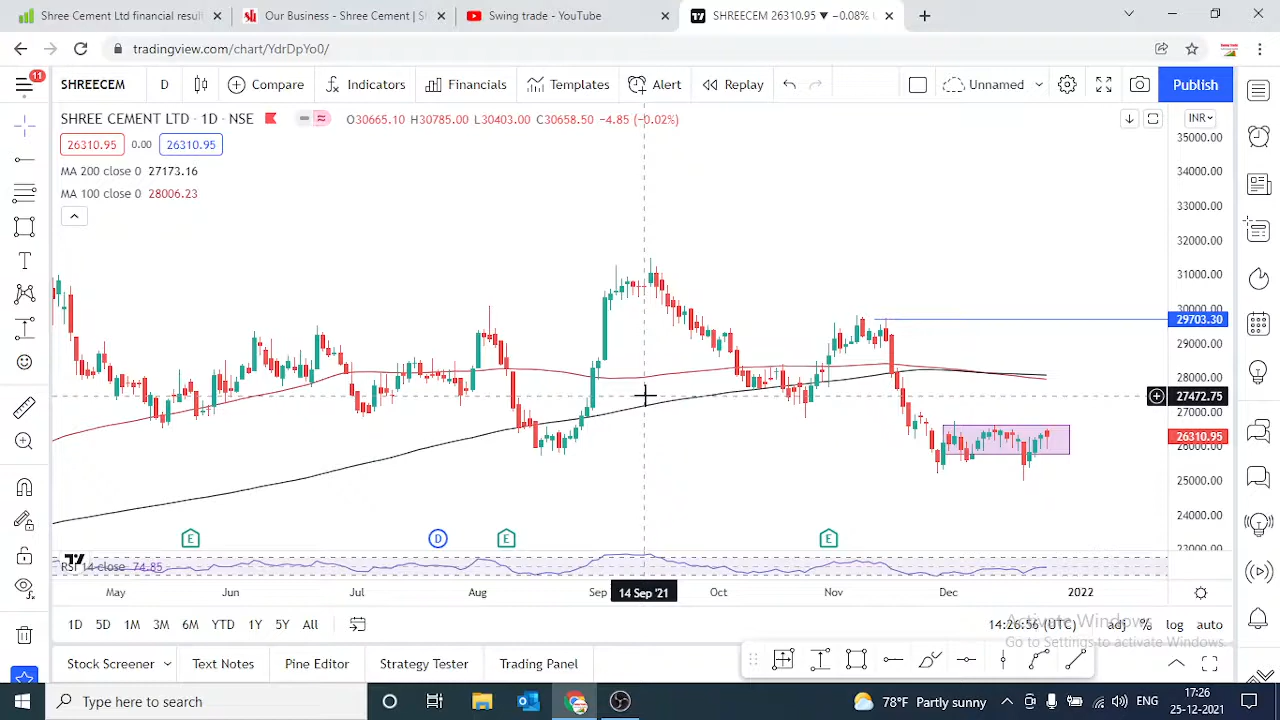 Shree Cement Ltd financial result
Our Business - Shree Cement | S
Swing trade - YouTube
SHREECEM 26310.95 ▼ −0.08% U
tradingview.com/chart/YdrDpYo0/
11
SHREECEM
D
Compare
Indicators
Financials
Templates
Alert
Replay
Unnamed
Publish
SHREE CEMENT LTD · 1D · NSE
O30665.10 H30705.00 L30403.00 C30658.50 −4.85 (−0.02%)
INR
26310.95
0.00
26310.95
MA 200 close 0 27173.16
MA 100 close 0 28006.23
35000.00
34000.00
33000.00
32000.00
31000.00
30000.00
29703.30
29000.00
28000.00
27472.75
27000.00
26310.95
26000.00
25000.00
24000.00
23000.00
E
D
E
E
RSI 14 close 74.85
May
Jun
Jul
Aug
Sep
14 Sep '21
Oct
Nov
Dec
2022
1D
5D
1M
3M
6M
YTD
1Y
5Y
All
14:26:56 (UTC)
adj
%
log
auto
Activate Windows
Go to Settings to activate Windows.
Stock Screener
Text Notes
Pine Editor
Strategy Tester
Trading Panel
Type here to search
78°F Partly sunny
ENG
17:26
25-12-2021